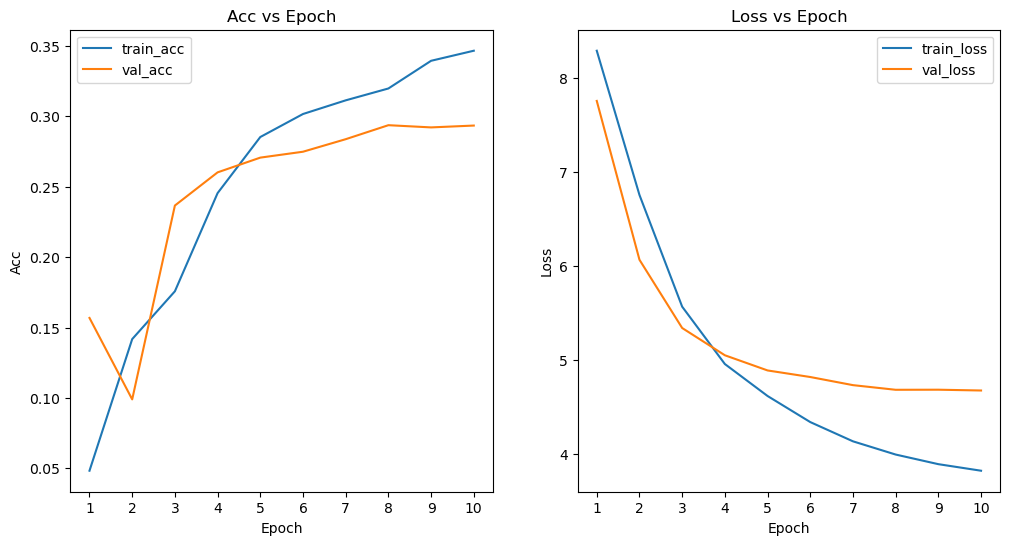 Acc vs Epoch
train_acc
val_acc
0.35
0.30
0.25
0.20
0.15
0.10
0.05
Acc
1 2 3 4 5 6 7 8 9 10
Epoch
Loss vs Epoch
train_loss
val_loss
8
7
6
5
4
Loss
1 2 3 4 5 6 7 8 9 10
Epoch